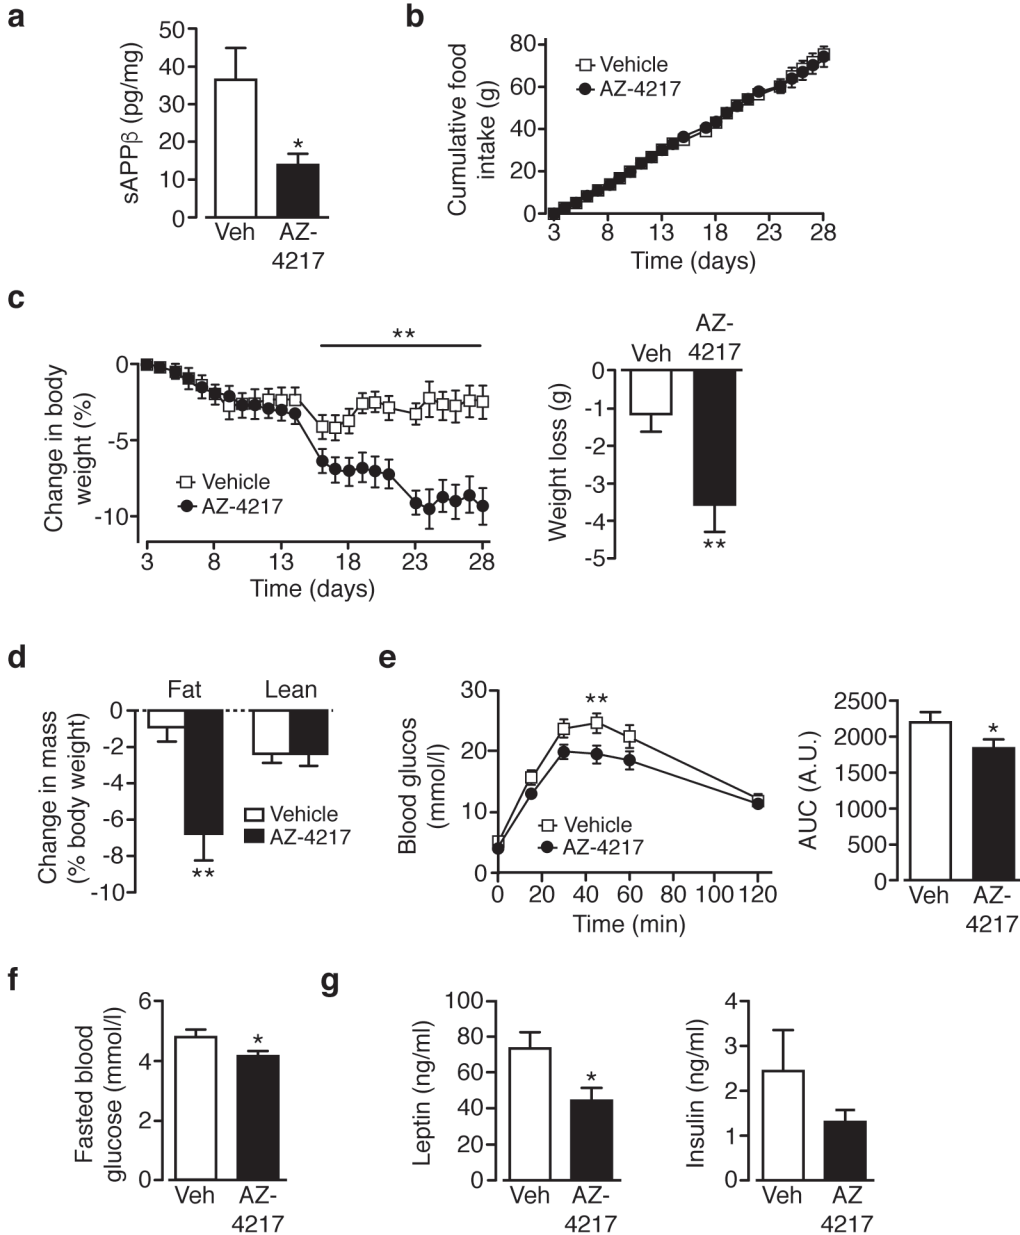 a
50
40
30
20
10
0
sAPPβ (pg/mg)
*
Veh
AZ-
4217
b
80
60
40
20
0
Cumulative food
intake (g)
Vehicle
AZ-4217
3 8 13 18 23 28
Time (days)
c
0
-5
-10
Change in body
weight (%)
**
Vehicle
AZ-4217
3 8 13 18 23 28
Time (days)
Veh
AZ-
4217
0
-1
-2
-3
-4
-5
Weight loss (g)
**
d
Fat Lean
0
-2
-4
-6
-8
-10
Change in mass
(% body weight)
**
Vehicle
AZ-4217
e
30
20
10
0
Blood glucos
(mmol/l)
**
Vehicle
AZ-4217
0 20 40 60 80 100 120
Time (min)
2500
2000
1500
1000
500
0
AUC (A.U.)
*
Veh
AZ-
4217
f
6
4
2
0
Fasted blood
glucose (mmol/l)
*
Veh
AZ-
4217
g
100
80
60
40
20
0
Leptin (ng/ml)
*
Veh
AZ-
4217
4
3
2
1
0
Insulin (ng/ml)
Veh
AZ
4217